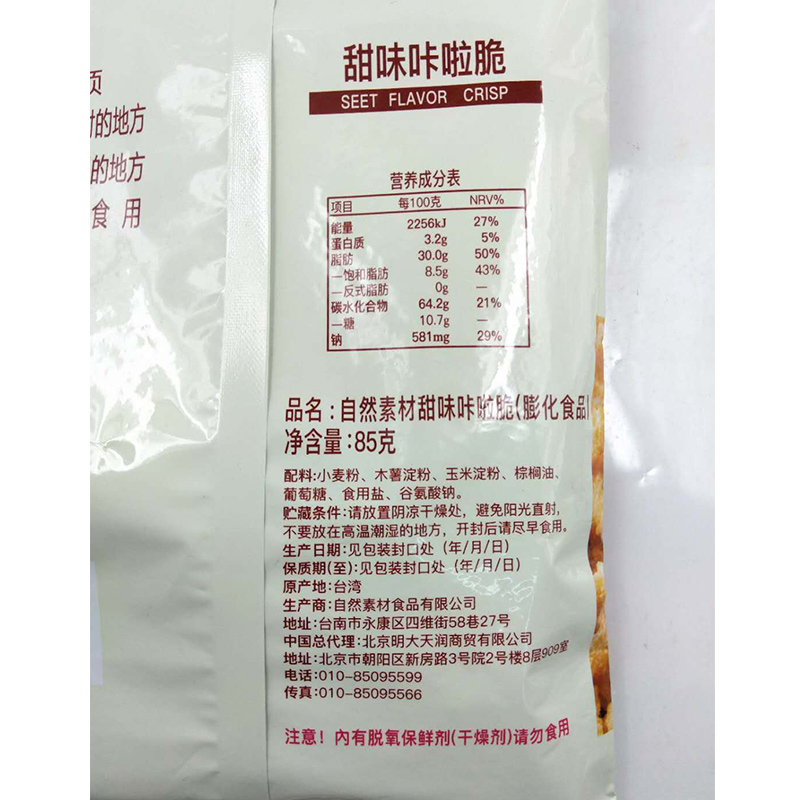 的地方
的地方
食用
甜味咔啦脆
SEET FLAVOR CRISP
营养成分表
项目 每100克 NRV%
能量 2256kJ 27%
蛋白质 3.2g 5%
脂肪 30.0g 50%
—饱和脂肪 8.5g 43%
—反式脂肪 0g —
碳水化合物 64.2g 21%
—糖 10.7g —
钠 581mg 29%
品名:自然素材甜味咔啦脆(膨化食品)
净含量:85克
配料:小麦粉、木薯淀粉、玉米淀粉、棕榈油、
葡萄糖、食用盐、谷氨酸钠。
贮藏条件:请放置阴凉干燥处,避免阳光直射,
不要放在高温潮湿的地方,开封后请尽早食用。
生产日期:见包装封口处(年/月/日)
保质期(至):见包装封口处(年/月/日)
原产地:台湾
生产商:自然素材食品有限公司
地址:台南市永康区四维街58巷27号
中国总代理:北京明大天润商贸有限公司
地址:北京市朝阳区新房路3号院2号楼8层909室
电话:010-85095599
传真:010-85095566
注意!内有脱氧保鲜剂(干燥剂)请勿食用